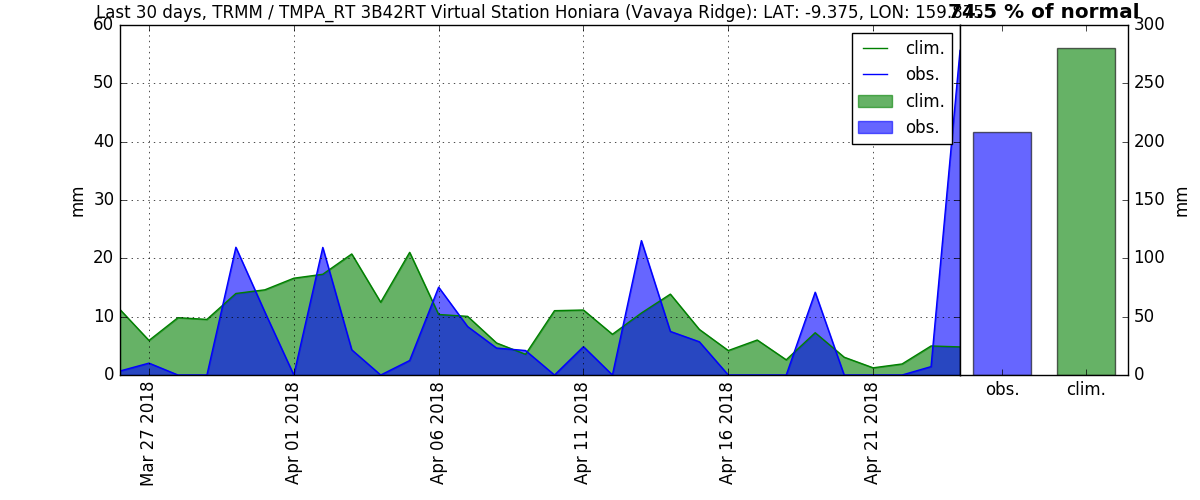 Last 30 days, TRMM / TMPA_RT 3B42RT Virtual Station Honiara (Vavaya Ridge): LAT: -9.375, LON:
74.5 % of normal
60
50
40
30
20
10
0
mm
clim.
obs.
clim.
obs.
300
250
200
150
100
50
0
mm
obs.
clim.
Mar 27 2018
Apr 01 2018
Apr 06 2018
Apr 11 2018
Apr 16 2018
Apr 21 2018